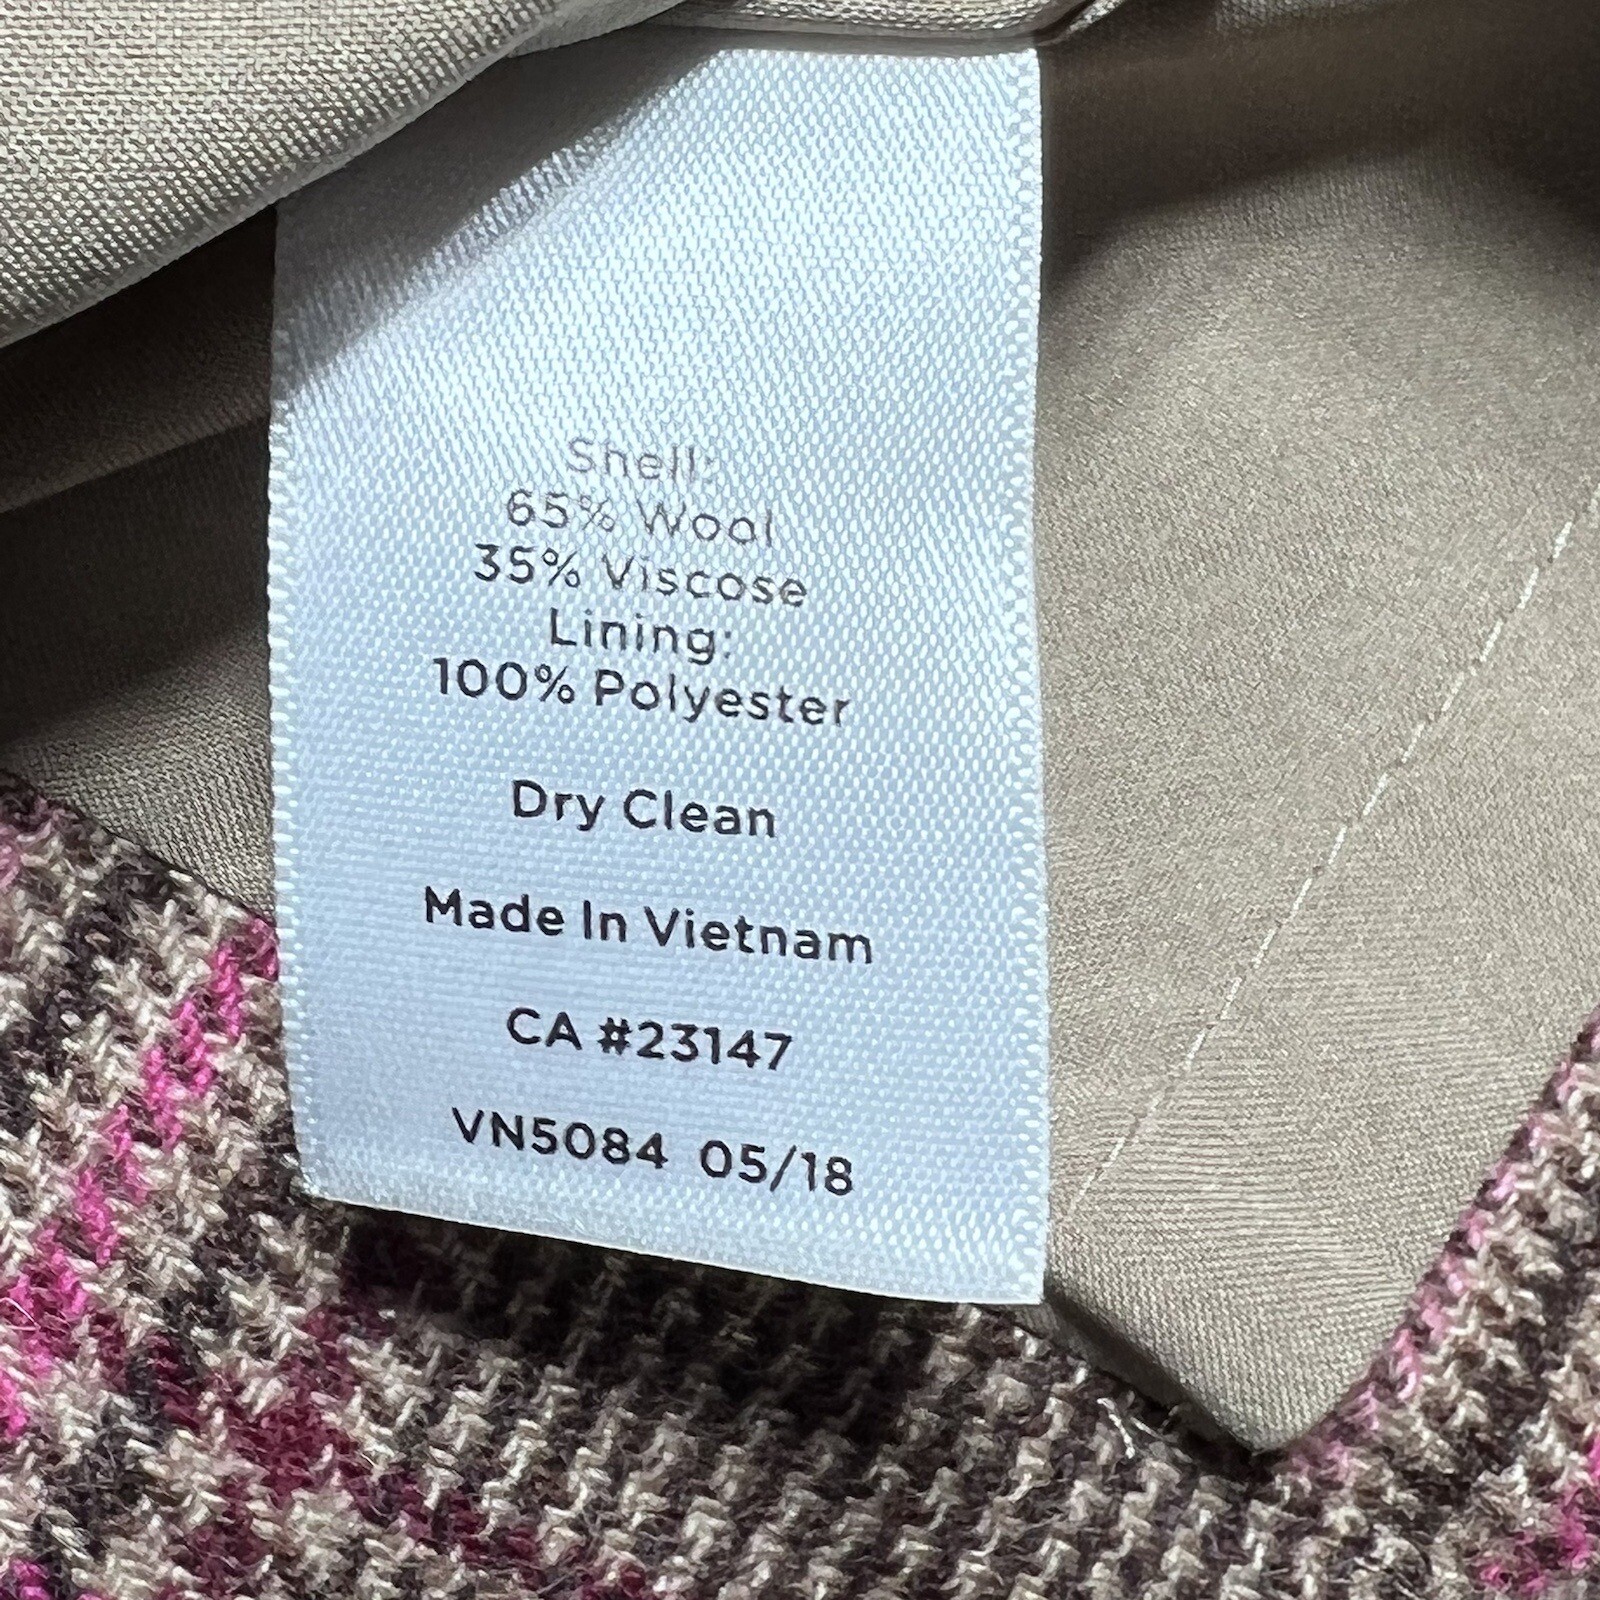 Shell:
65% Wool
35% Viscose
Lining:
100% Polyester
Dry Clean
Made In Vietnam
CA #23147
VN5084 05/18